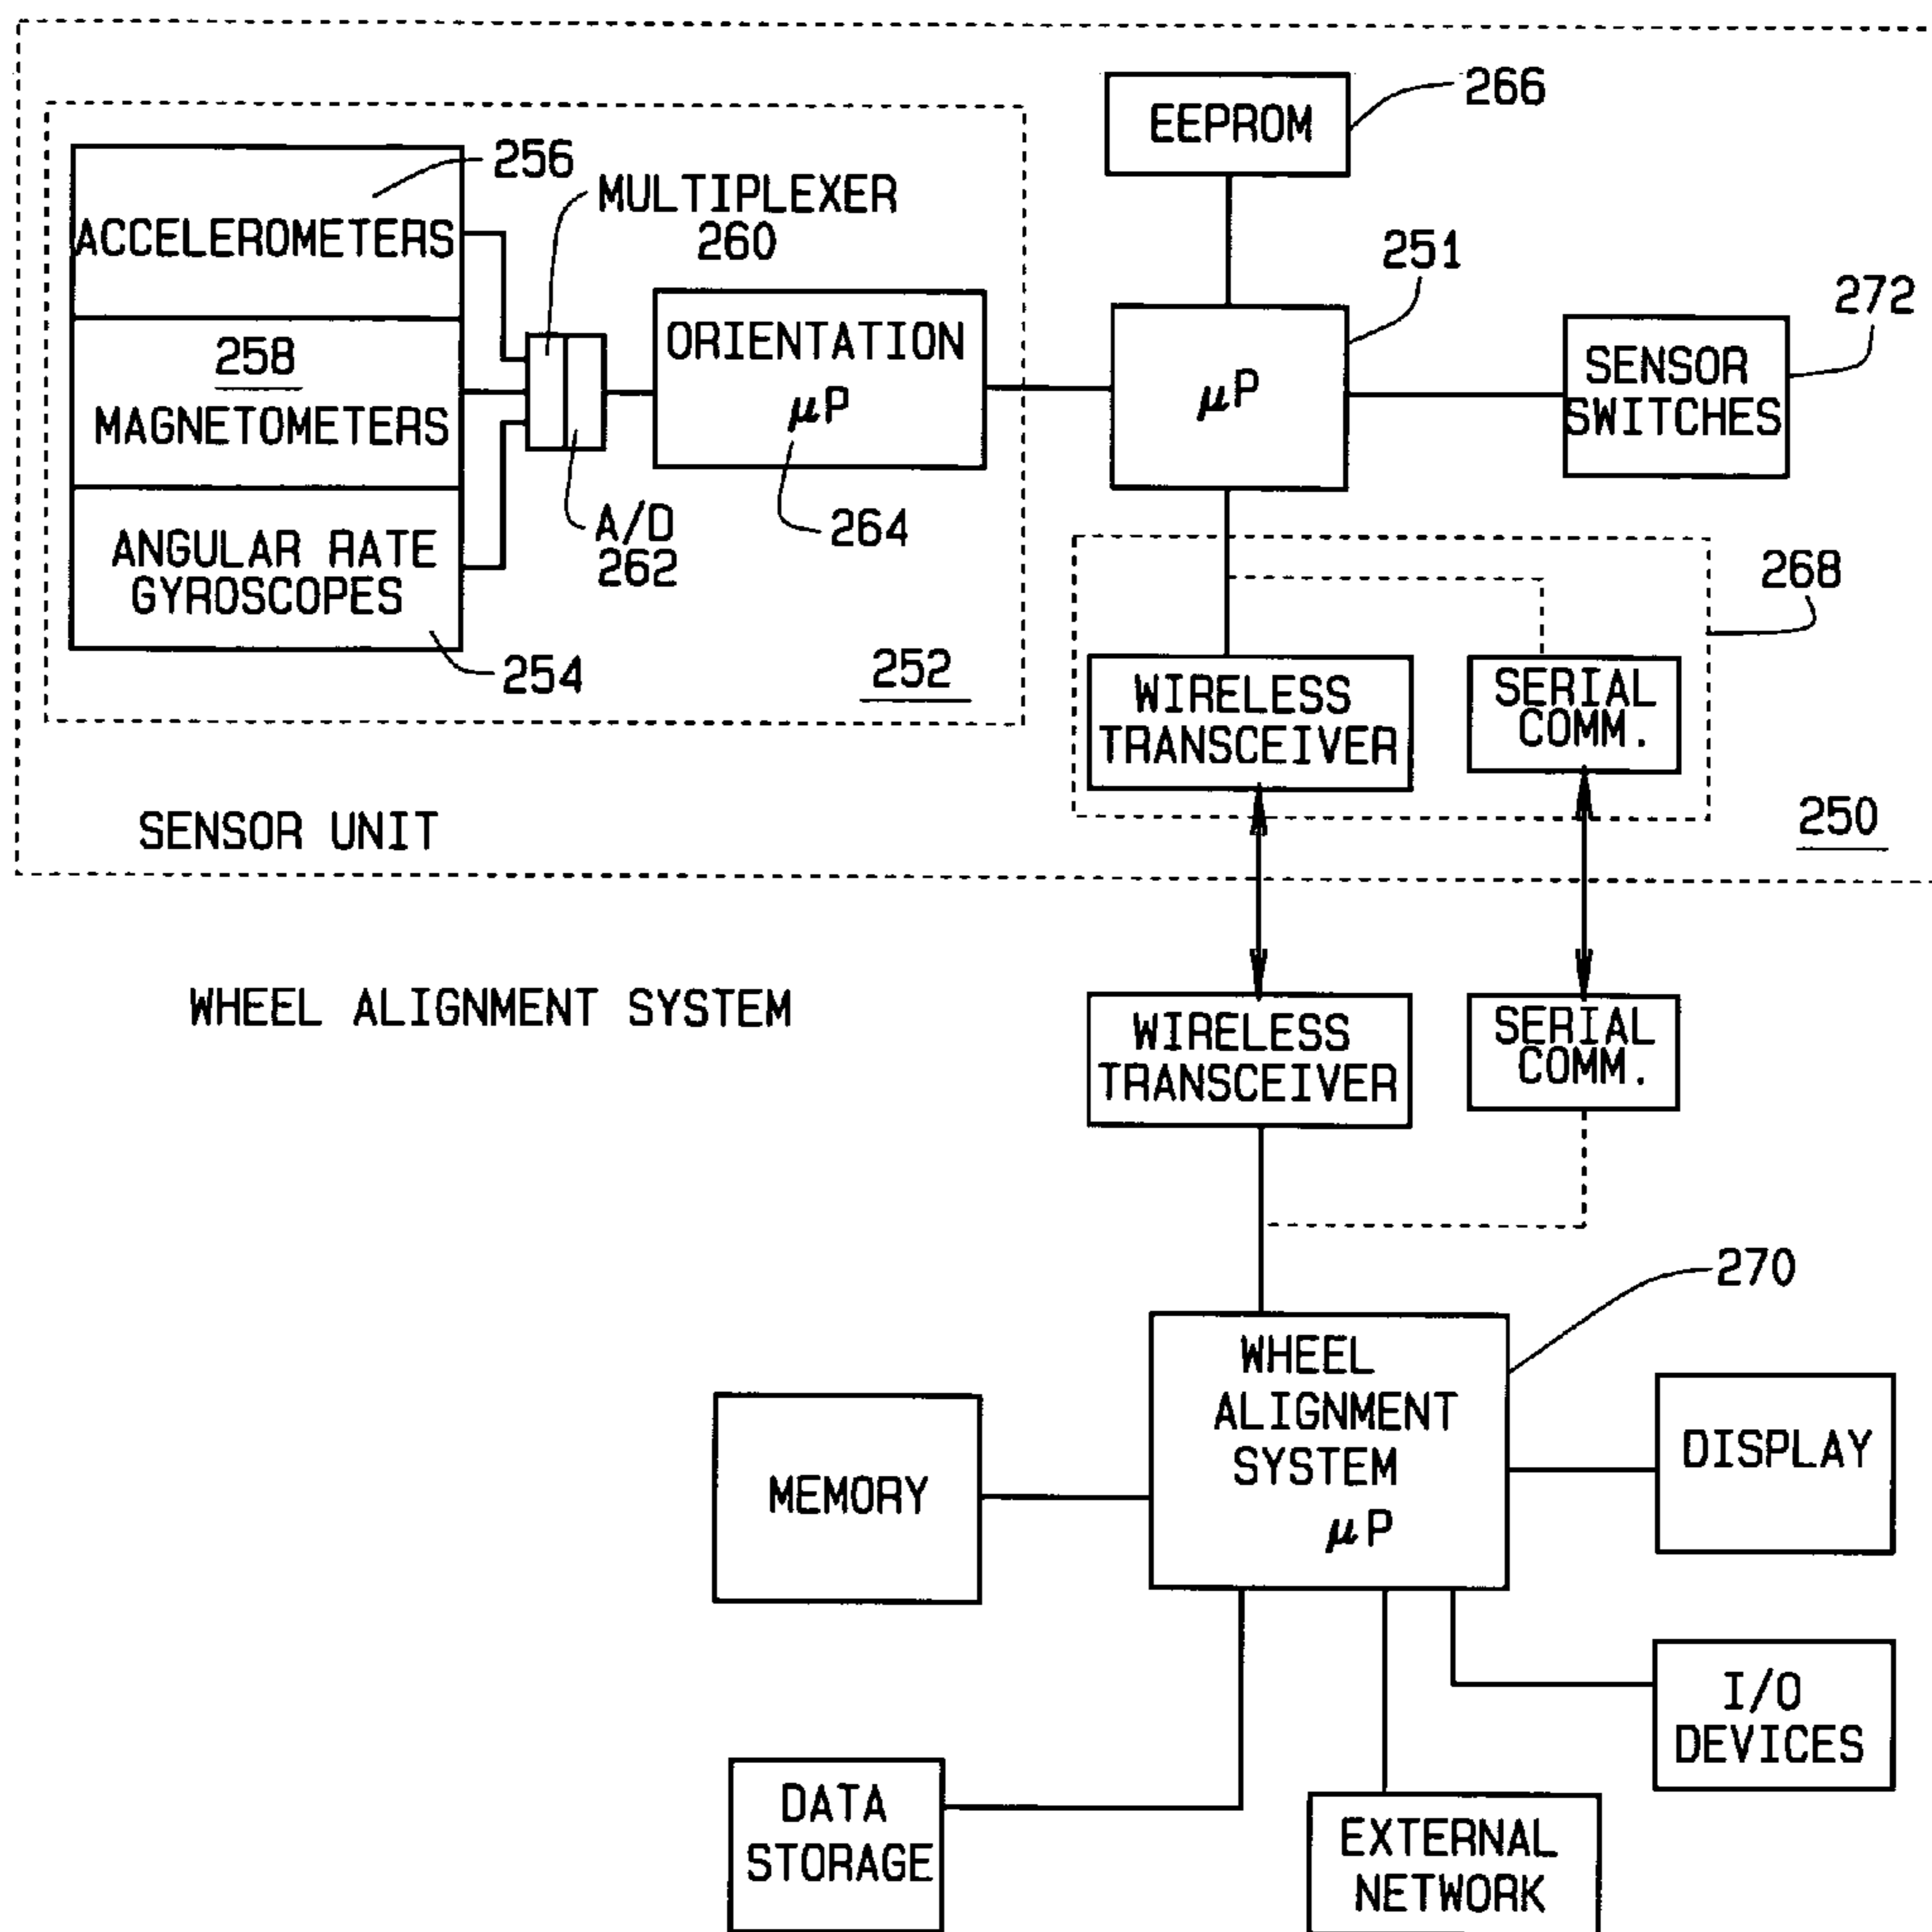 EEPROM
266
256
ACCELEROMETERS
MULTIPLEXER
260
258
MAGNETOMETERS
ANGULAR RATE
GYROSCOPES
254
A/D
262
ORIENTATION
μP
264
252
251
μP
272
SENSOR
SWITCHES
268
WIRELESS
TRANSCEIVER
SERIAL
COMM.
250
SENSOR UNIT
WHEEL ALIGNMENT SYSTEM
WIRELESS
TRANSCEIVER
SERIAL
COMM.
270
WHEEL
ALIGNMENT
SYSTEM
μP
MEMORY
DISPLAY
I/O
DEVICES
DATA
STORAGE
EXTERNAL
NETWORK